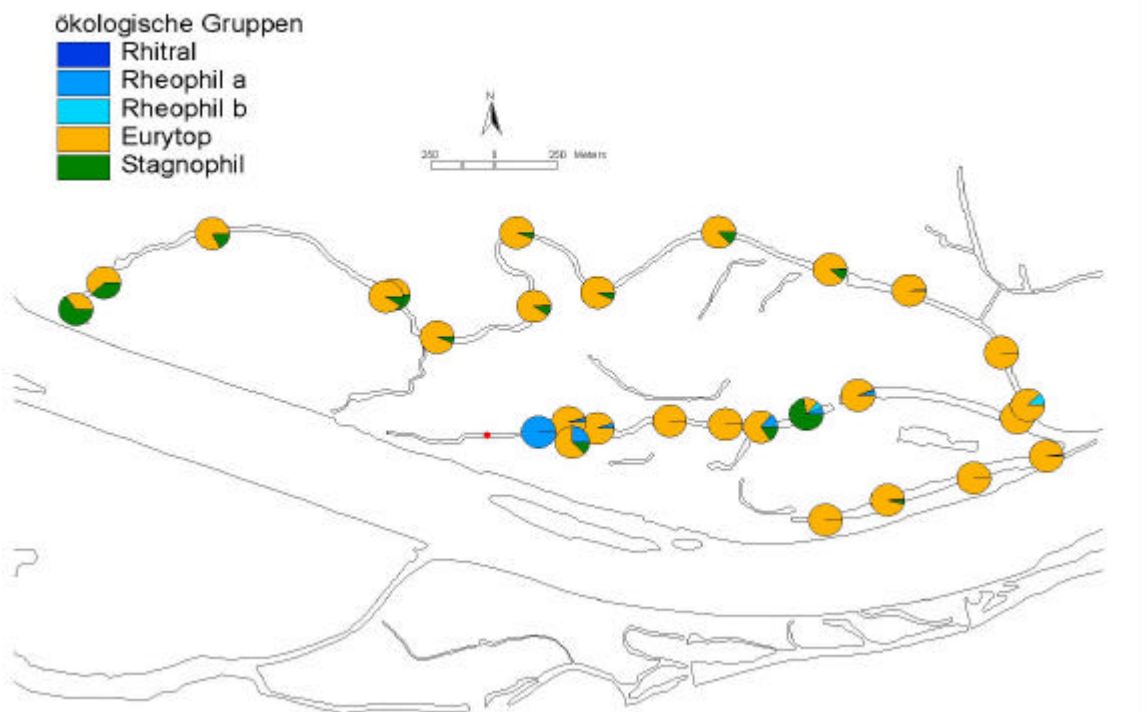 ökologische Gruppen
Rhitral
Rheophil a
Rheophil b
Eurytop
Stagnophil
N
250 0 250 Meters